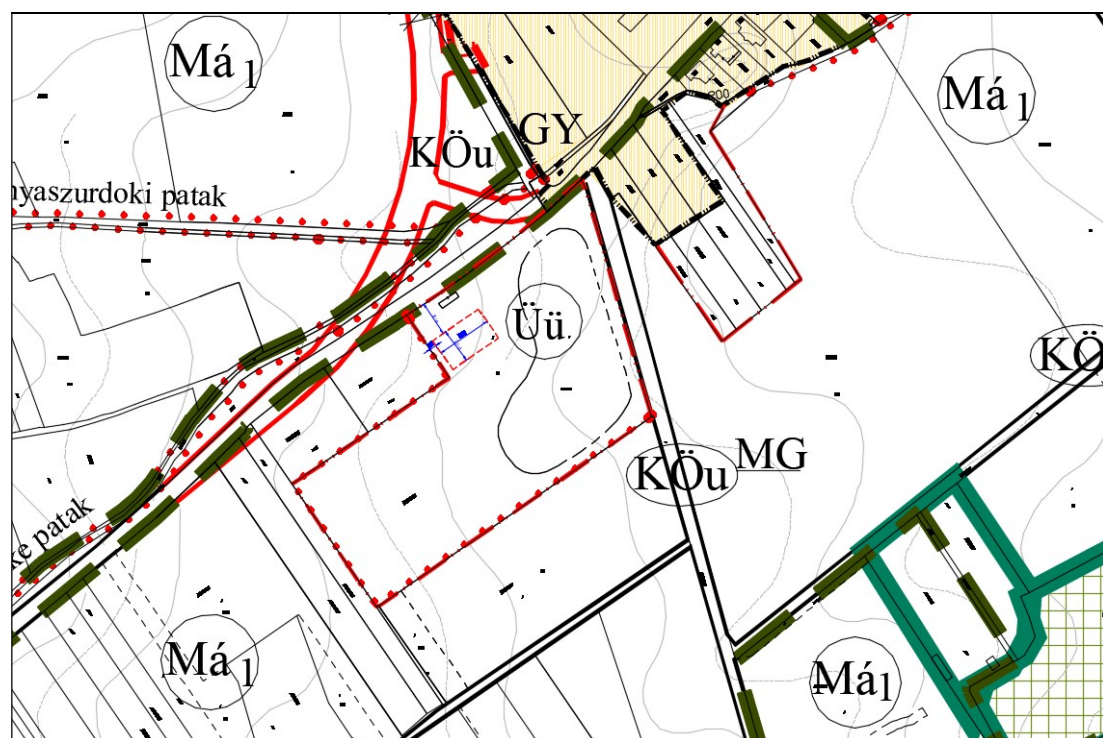 Má 1
Má 1
GY
KÖu
nyaszurdoki patak
200
Üü
KÖ
KÖu
MG
ke patak
Má 1
Má1